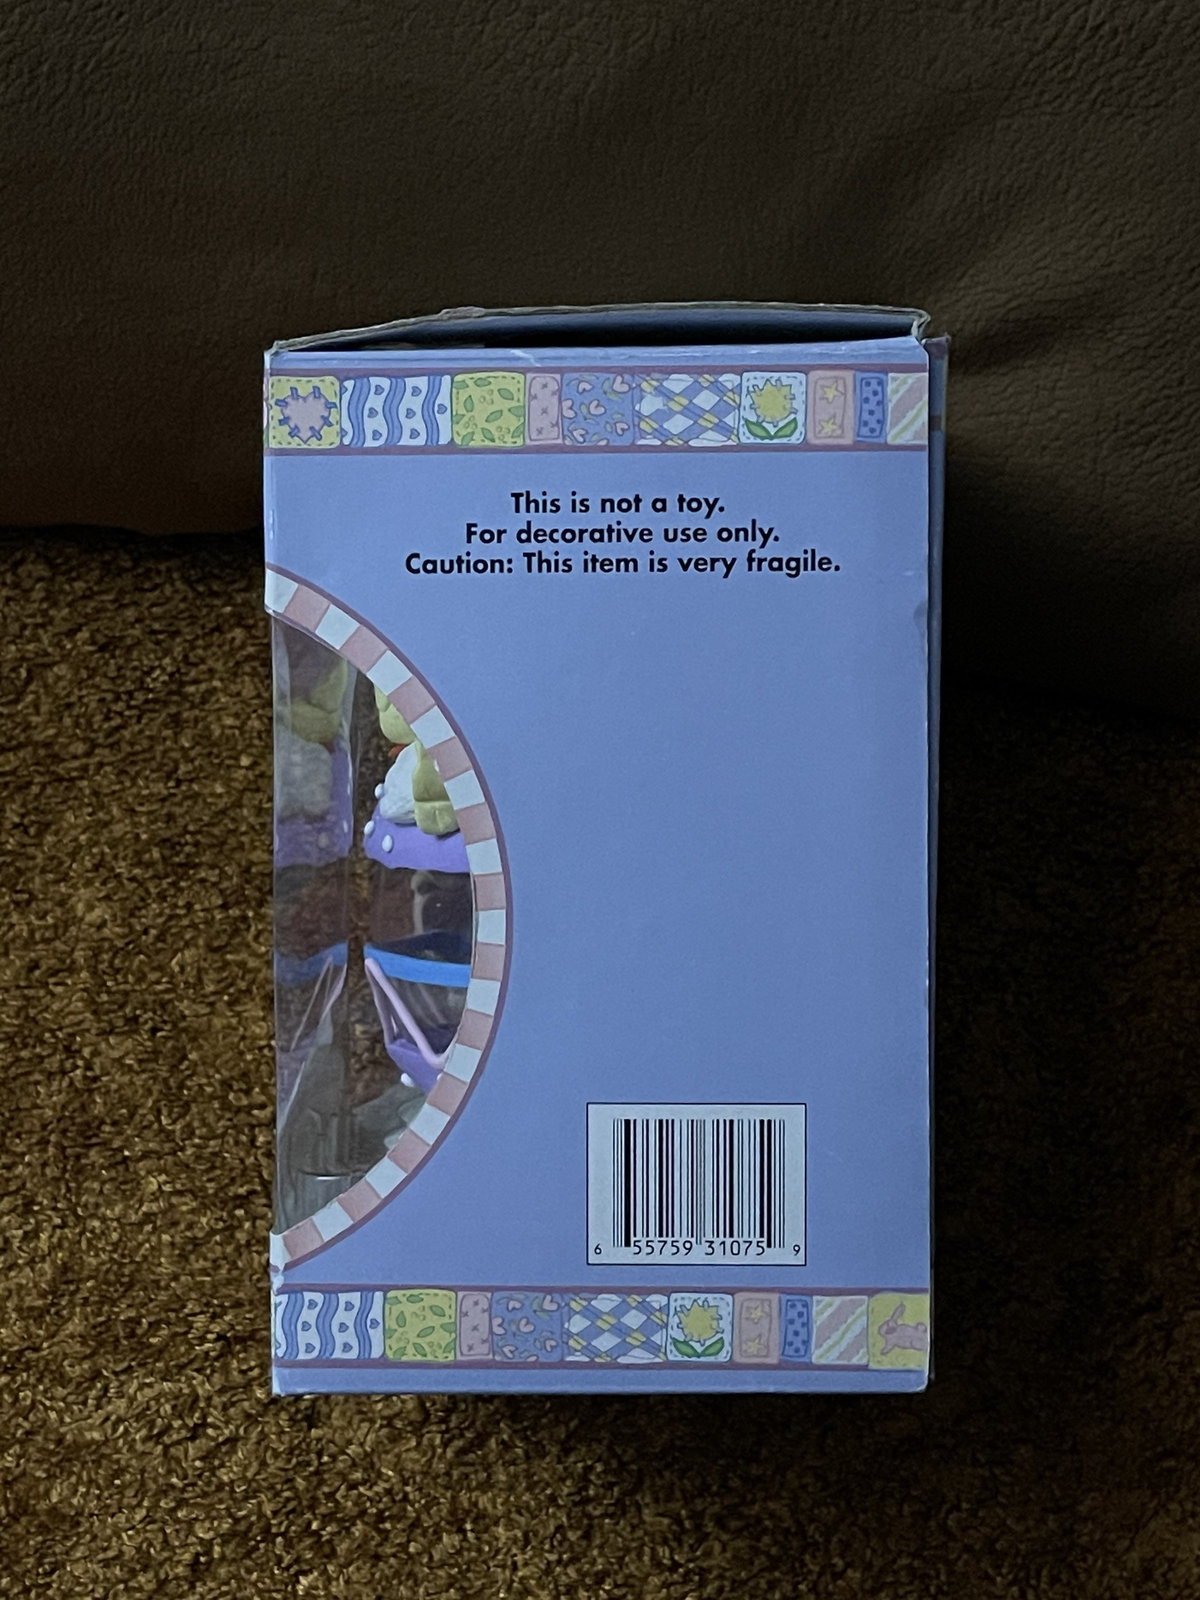 This is not a toy.
For decorative use only.
Caution: This item is very fragile.
6 55759 31075 9